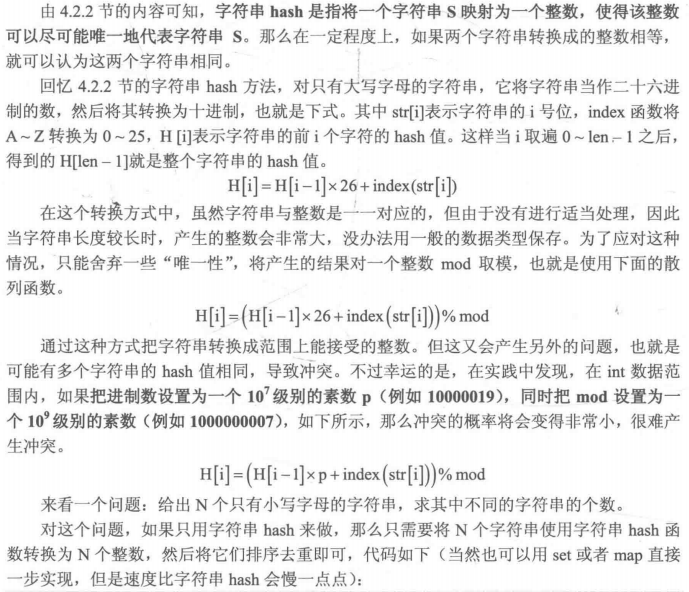 由 4.2.2 节的内容可知，字符串 hash 是指将一个字符串 S 映射为一个整数，使得该整数
可以尽可能唯一地代表字符串 S。那么在一定程度上，如果两个字符串转换成的整数相等，
就可以认为这两个字符串相同。
回忆 4.2.2 节的字符串 hash 方法，对只有大写字母的字符串，它将字符串当作二十六进
制的数，然后将其转换为十进制，也就是下式。其中 str[i]表示字符串的 i 号位，index 函数将
A~Z 转换为 0~25，H [i]表示字符串的前 i 个字符的 hash 值。这样当 i 取遍 0~len－1 之后，
得到的 H[len－1]就是整个字符串的 hash 值。
H[i]=H[i−1]×26+index(str[i])
在这个转换方式中，虽然字符串与整数是一一对应的，但由于没有进行适当处理，因此
当字符串长度较长时，产生的整数会非常大，没办法用一般的数据类型保存。为了应对这种
情况，只能舍弃一些“唯一性”，将产生的结果对一个整数 mod 取模，也就是使用下面的散
列函数。
H[i]=(H[i−1]×26+index(str[i]))% mod
通过这种方式把字符串转换成范围上能接受的整数。但这又会产生另外的问题，也就是
可能有多个字符串的 hash 值相同，导致冲突。不过幸运的是，在实践中发现，在 int 数据范
围内，如果把进制数设置为一个 10⁷级别的素数 p（例如 10000019），同时把 mod 设置为一
个 10⁹级别的素数（例如 1000000007），如下所示，那么冲突的概率将会变得非常小，很难产
生冲突。
H[i]=(H[i−1]×p+index(str[i]))% mod
来看一个问题：给出 N 个只有小写字母的字符串，求其中不同的字符串的个数。
对这个问题，如果只用字符串 hash 来做，那么只需要将 N 个字符串使用字符串 hash 函
数转换为 N 个整数，然后将它们排序去重即可，代码如下（当然也可以用 set 或者 map 直接
一步实现，但是速度比字符串 hash 会慢一点点）：